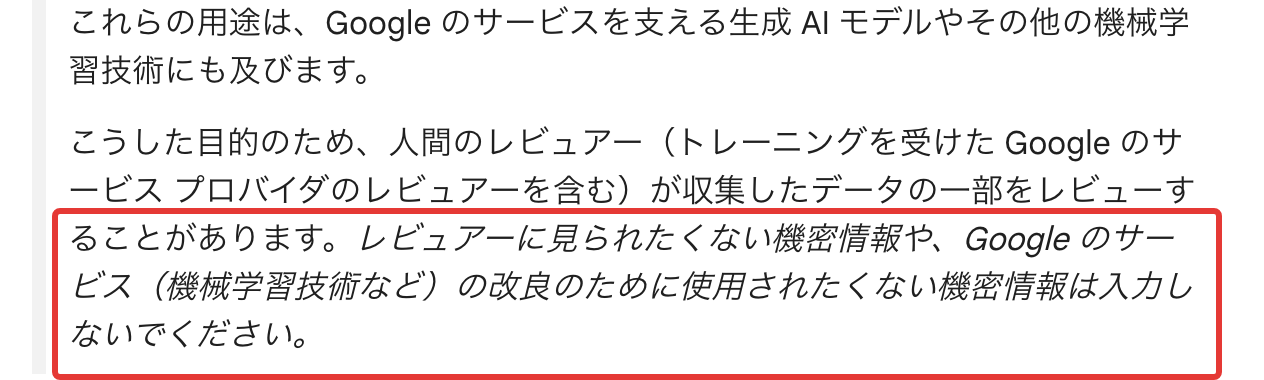 これらの用途は、Google のサービスを支える生成 AI モデルやその他の機械学
習技術にも及びます。
こうした目的のため、人間のレビュアー（トレーニングを受けた Google のサ
ービス プロバイダのレビュアーを含む）が収集したデータの一部をレビューす
ることがあります。レビュアーに見られたくない機密情報や、Google のサー
ビス（機械学習技術など）の改良のために使用されたくない機密情報は入力し
ないでください。